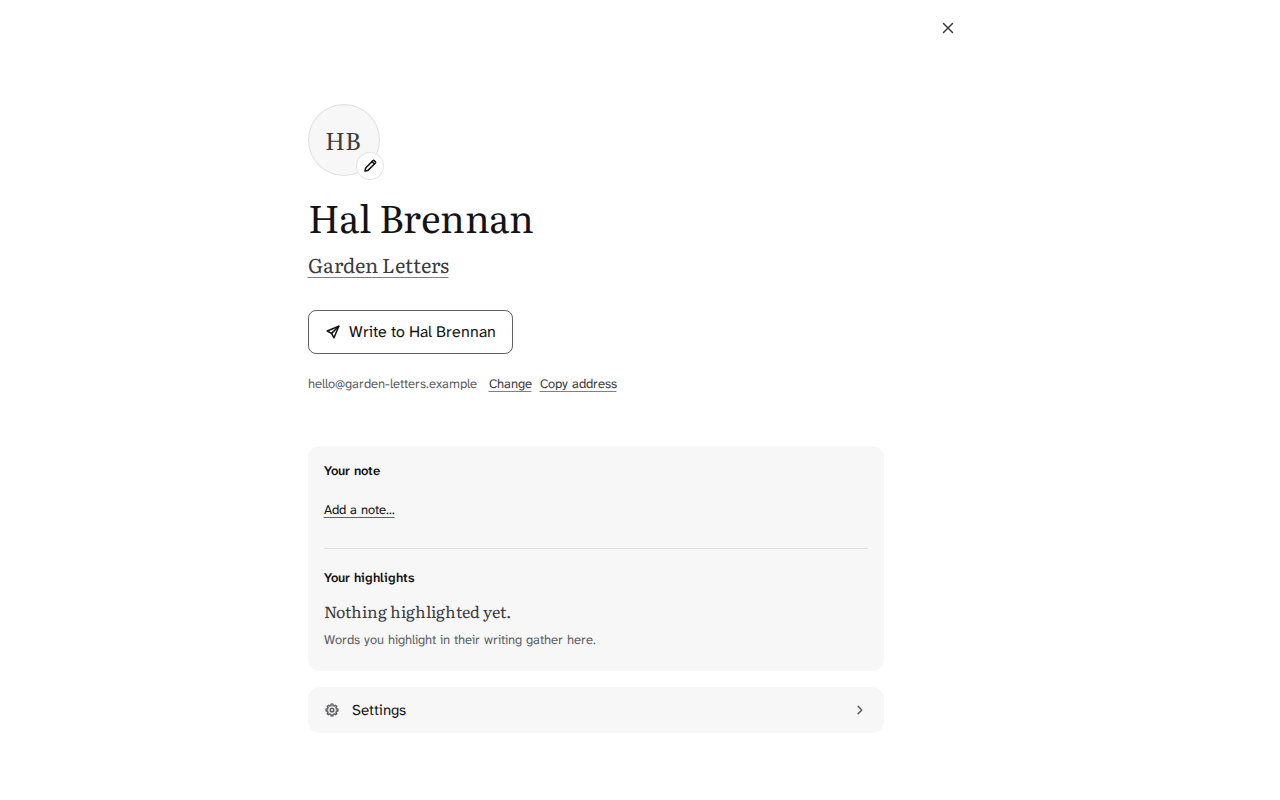 HB
Hal Brennan
Garden Letters
Write to Hal Brennan
hello@garden-letters.example Change Copy address
Your note
Add a note...
Your highlights
Nothing highlighted yet.
Words you highlight in their writing gather here.
Settings